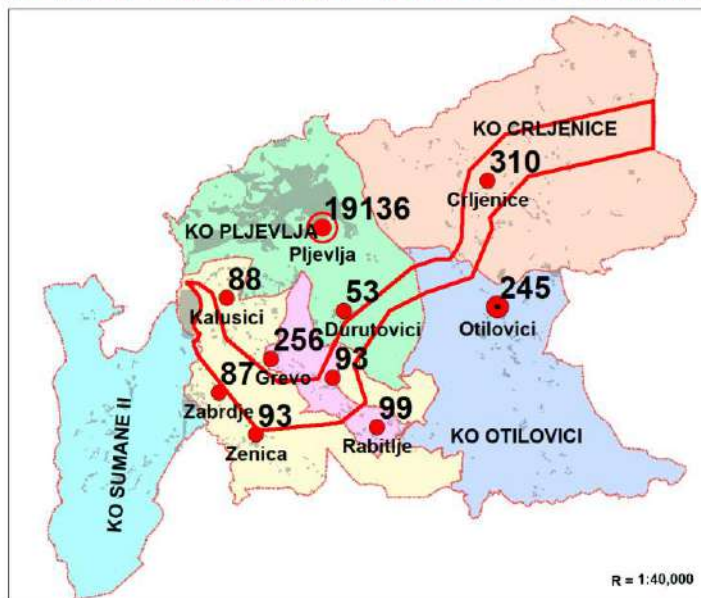 KO CRLJENICE
310
Crljenice
19136
KO PLJEVLJA
Pljevlja
88
Kalusici
53
Durutovici
245
Otilovici
256
Grevo
93
87
Zabrdje
93
Zenica
99
Rabitlje
KO OTILOVICI
KO SUMANE II
R = 1:40,000